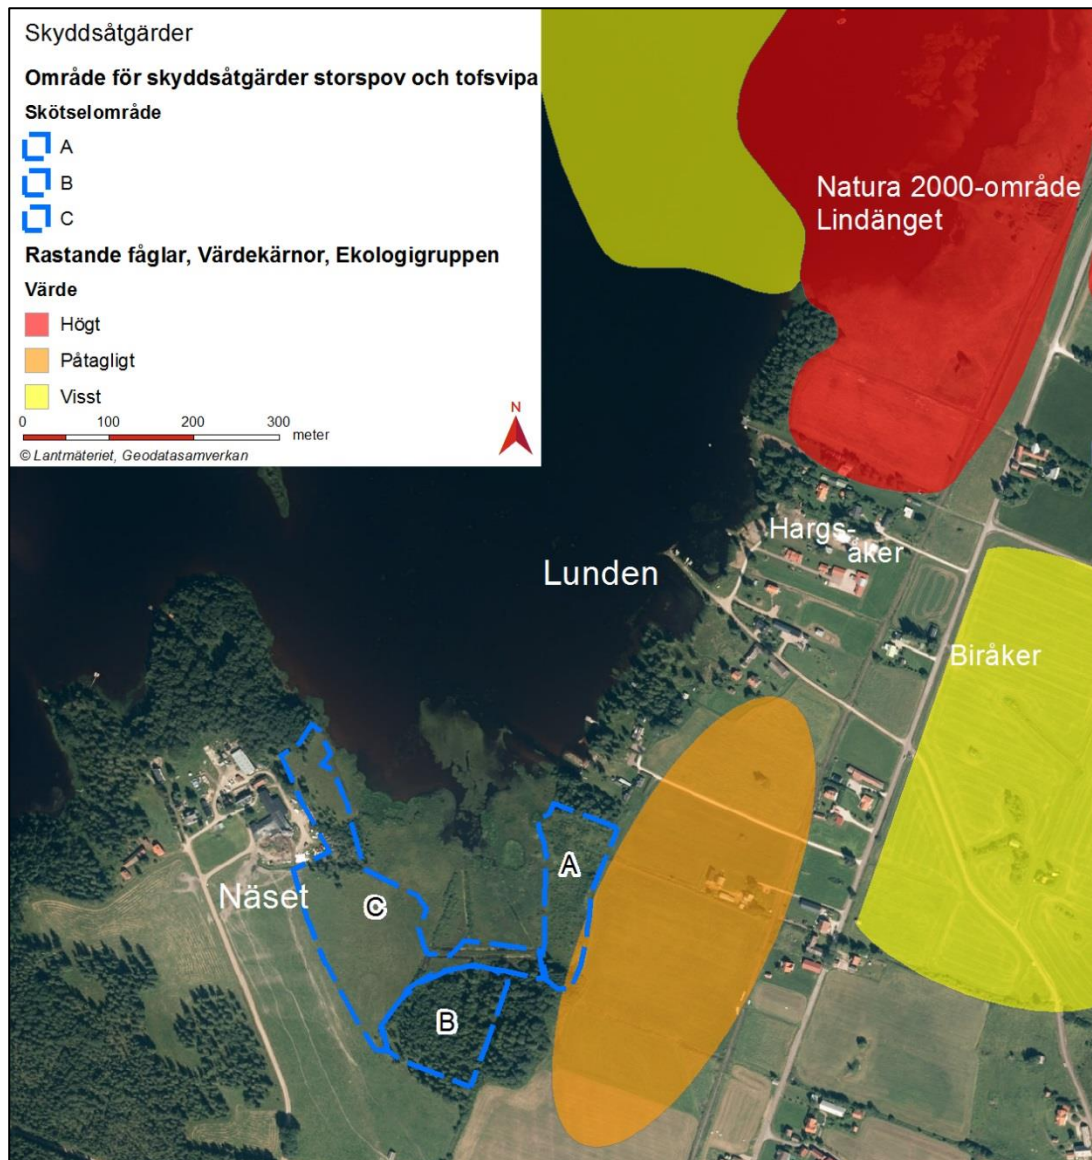 Skyddsåtgärder
Område för skyddsåtgärder storspov och tofsvipa
Skötselområde
A
B
C
Rastande fåglar, Värdekärnor, Ekologigruppen
Värde
Högt
Påtagligt
Visst
0 100 200 300
meter
N
© Lantmäteriet, Geodatasamverkan
Natura 2000-område
Lindänget
Hargs-
åker
Lunden
Biråker
A
Näset
C
B